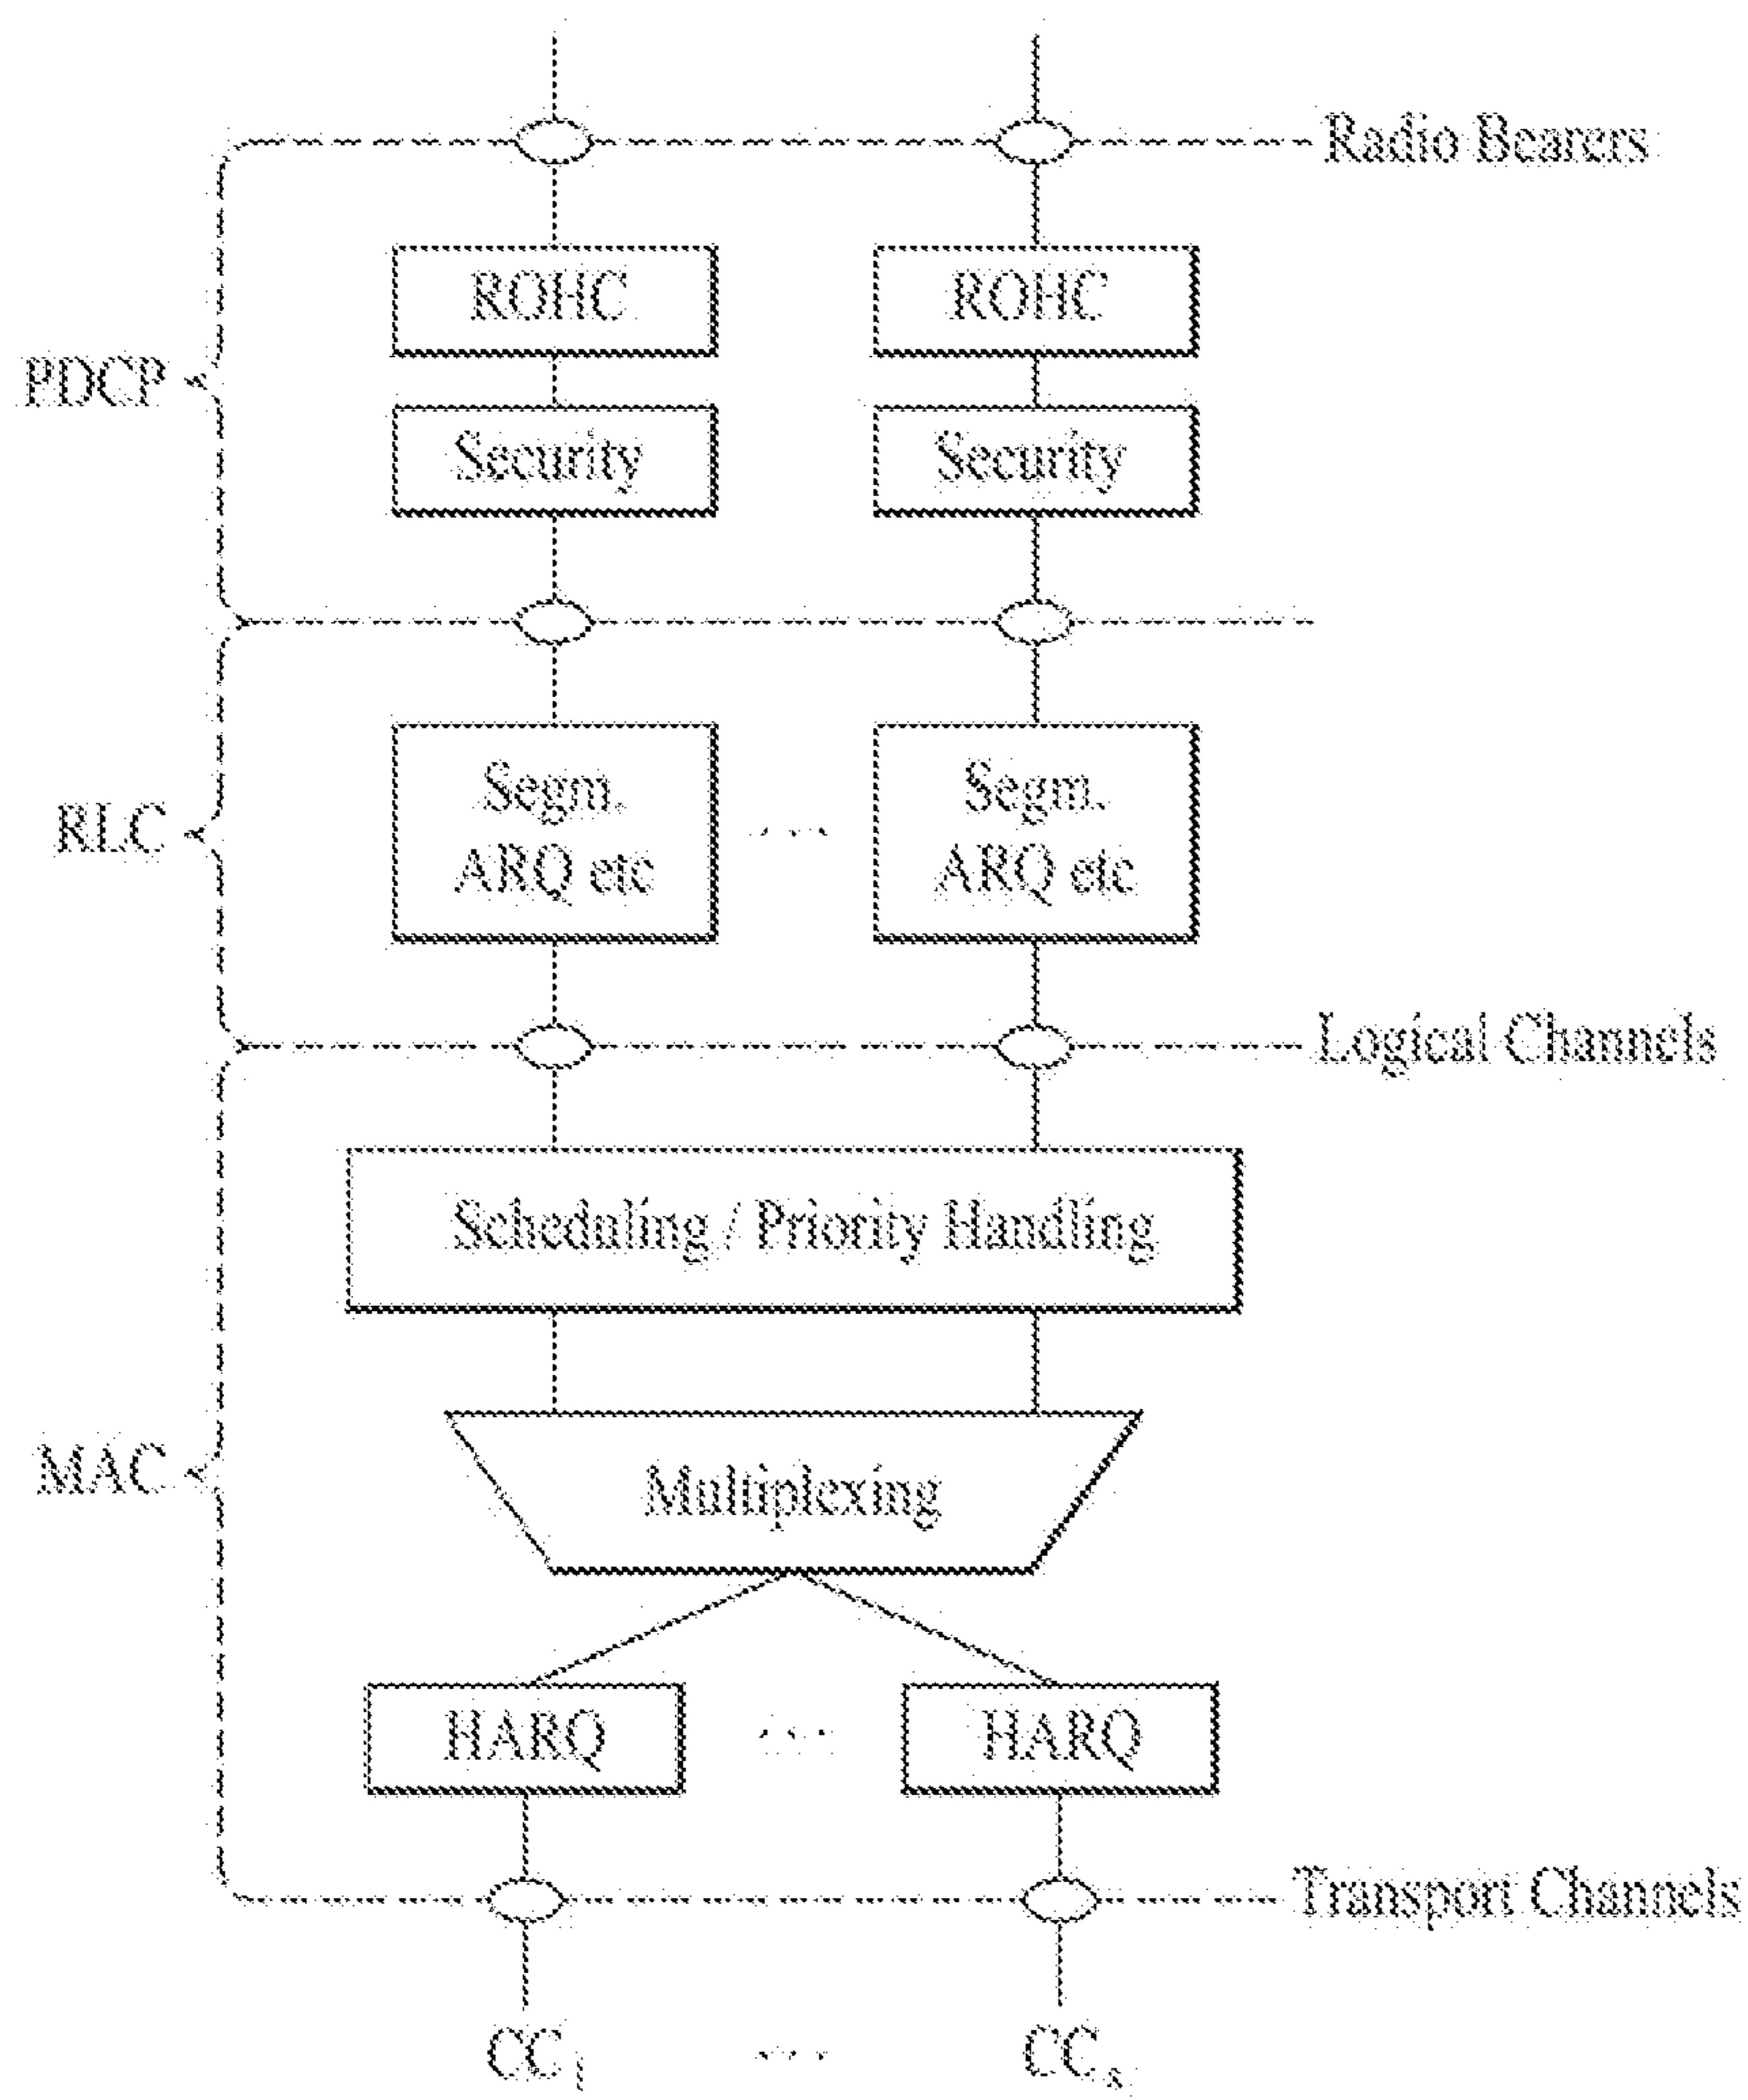 Radio Bearers
ROHC ROHC
PDCP
Security Security
Segm. Segm.
RLC ...
ARQ etc ARQ etc
Logical Channels
Scheduling / Priority Handling
MAC
Multiplexing
HARQ ... HARQ
Transport Channels
CC1 ... CC